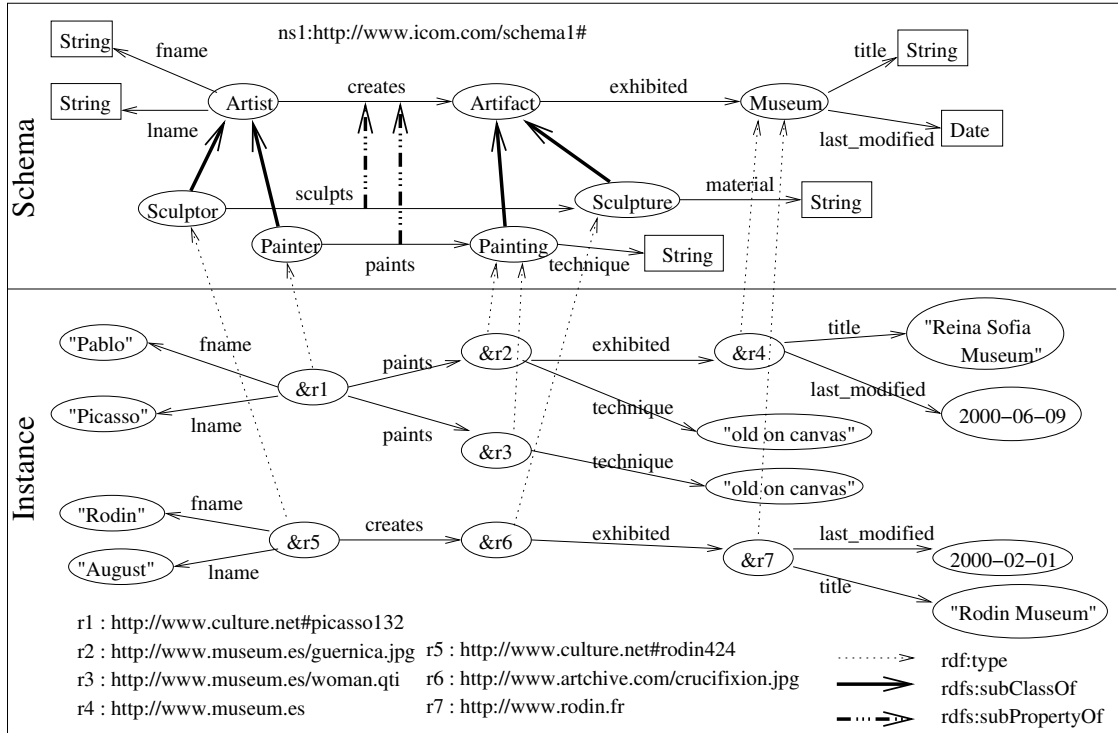 ns1:http://www.icom.com/schema1#
Schema
String
fname
String
lname
Artist
creates
Artifact
exhibited
Museum
title
String
last_modified
Date
Sculptor
sculpts
Sculpture
material
String
Painter
paints
Painting
technique
String
Instance
"Pablo"
fname
"Picasso"
lname
&r1
paints
paints
&r2
exhibited
&r4
title
"Reina Sofia
Museum"
last_modified
2000−06−09
technique
"old on canvas"
&r3
technique
"old on canvas"
"Rodin"
fname
"August"
lname
&r5
creates
&r6
exhibited
&r7
last_modified
2000−02−01
title
"Rodin Museum"
r1 : http://www.culture.net#picasso132
r2 : http://www.museum.es/guernica.jpg
r3 : http://www.museum.es/woman.qti
r4 : http://www.museum.es
r5 : http://www.culture.net#rodin424
r6 : http://www.artchive.com/crucifixion.jpg
r7 : http://www.rodin.fr
rdf:type
rdfs:subClassOf
rdfs:subPropertyOf